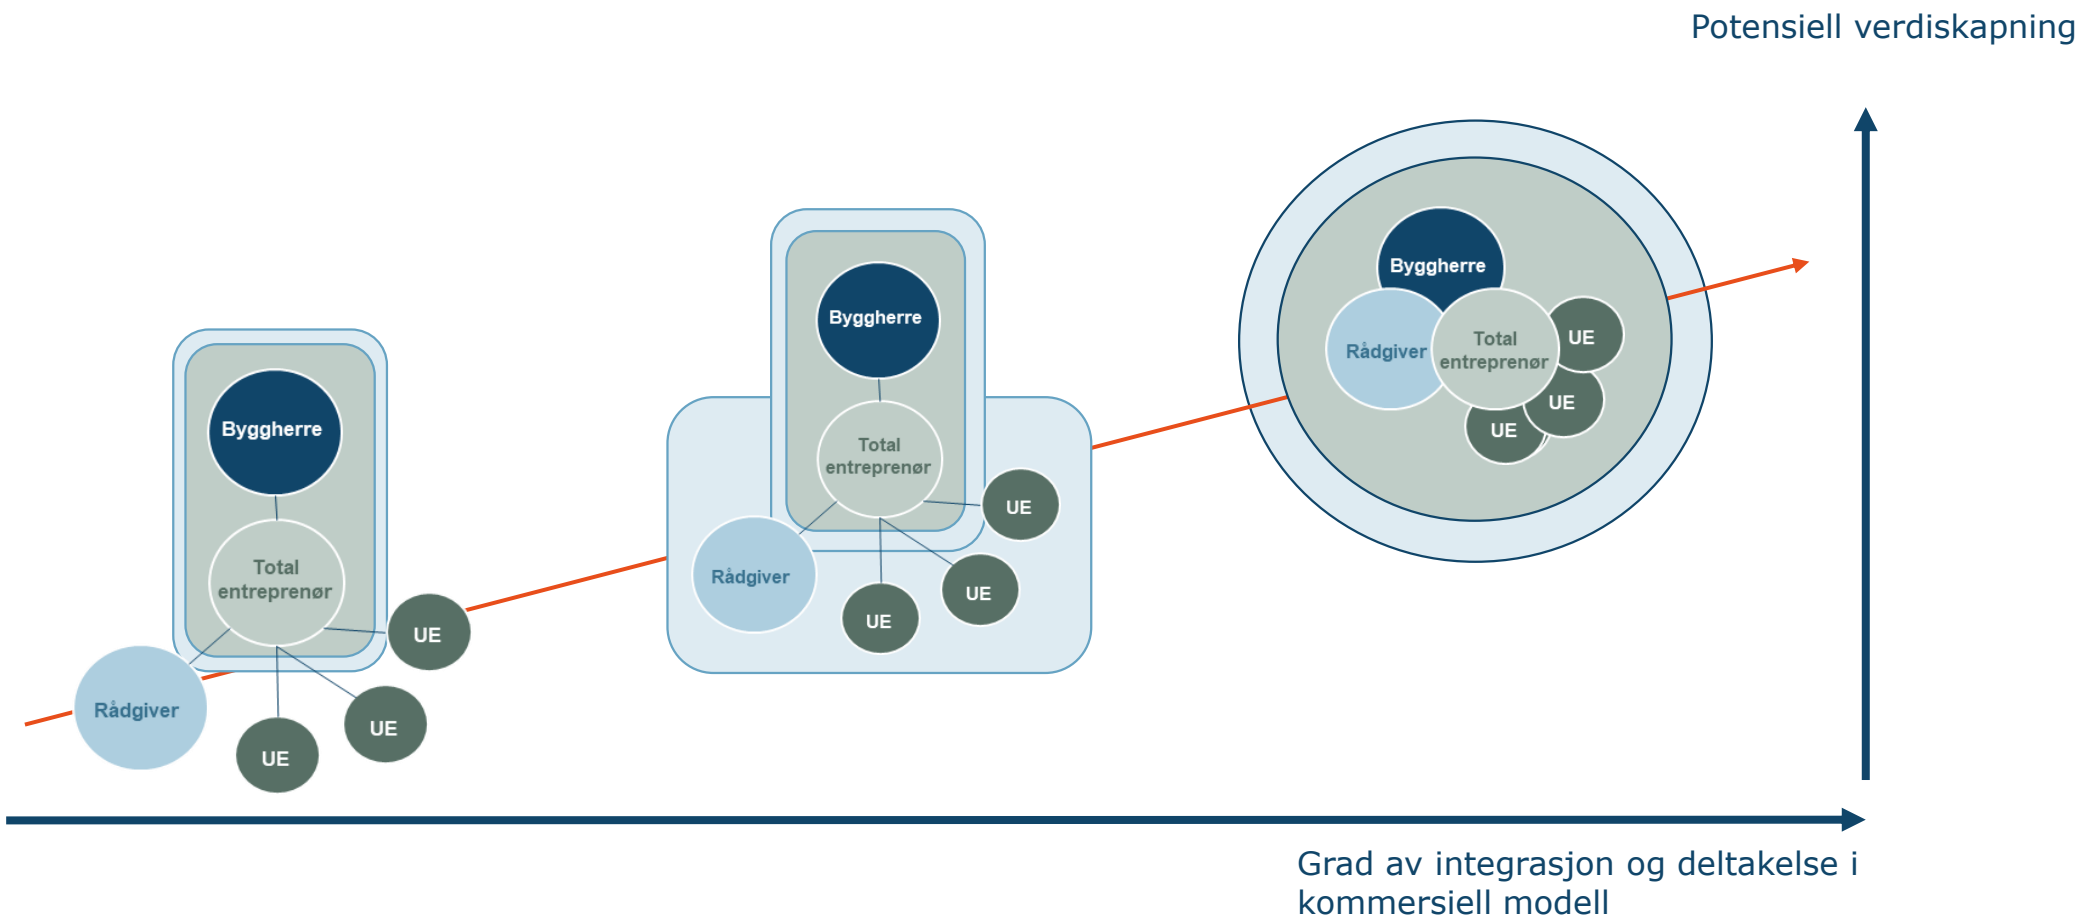 Potensiell verdiskapning
Byggherre
Total
entreprenør
Rådgiver
UE
UE
UE
Byggherre
Total
entreprenør
Rådgiver
UE
UE
UE
Byggherre
Rådgiver
Total
entreprenør
UE
UE
UE
Grad av integrasjon og deltakelse i
kommersiell modell